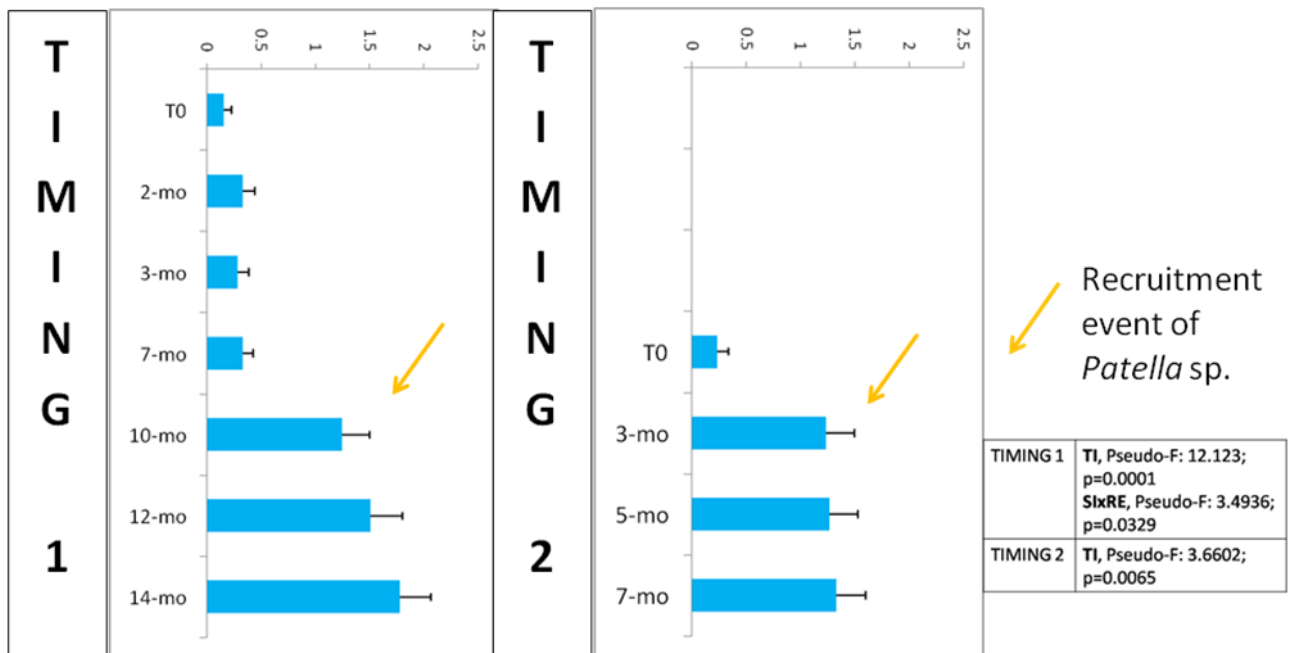 TIMING 1
0 0.5 1 1.5 2 2.5
T0
2-mo
3-mo
7-mo
10-mo
12-mo
14-mo
TIMING 2
0 0.5 1 1.5 2 2.5
T0
3-mo
5-mo
7-mo
Recruitment
event of
Patella sp.
TIMING 1 TI, Pseudo-F: 12.123;
p=0.0001
SIxRE, Pseudo-F: 3.4936;
p=0.0329
TIMING 2 TI, Pseudo-F: 3.6602;
p=0.0065